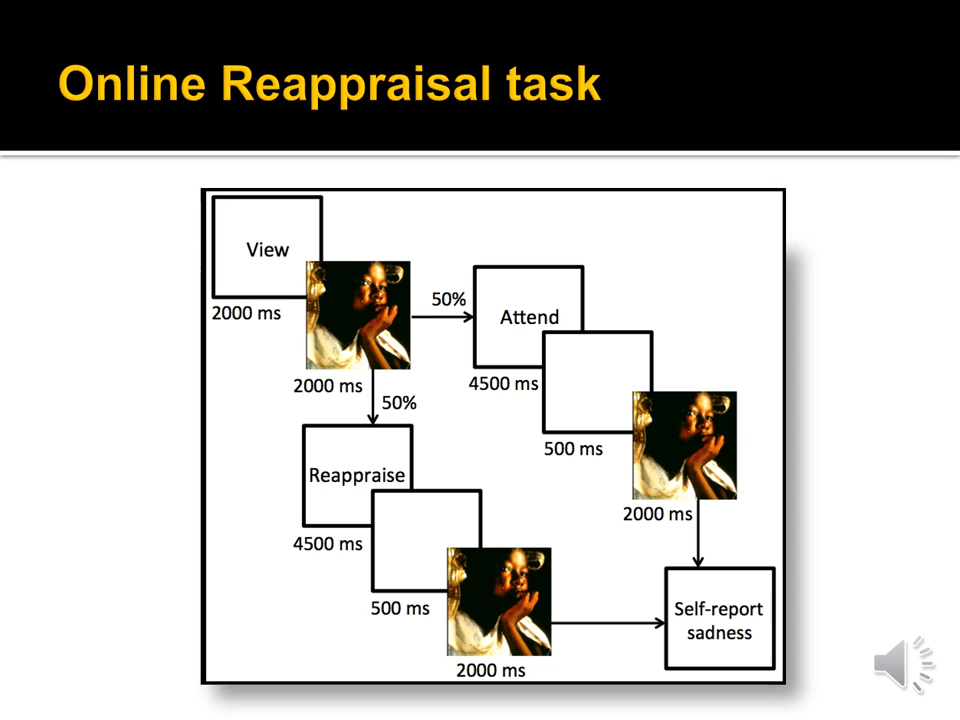 Online Reappraisal task
View
2000 ms
2000 ms
50%
Attend
4500 ms
500 ms
2000 ms
50%
Reappraise
4500 ms
500 ms
2000 ms
Self-report
sadness